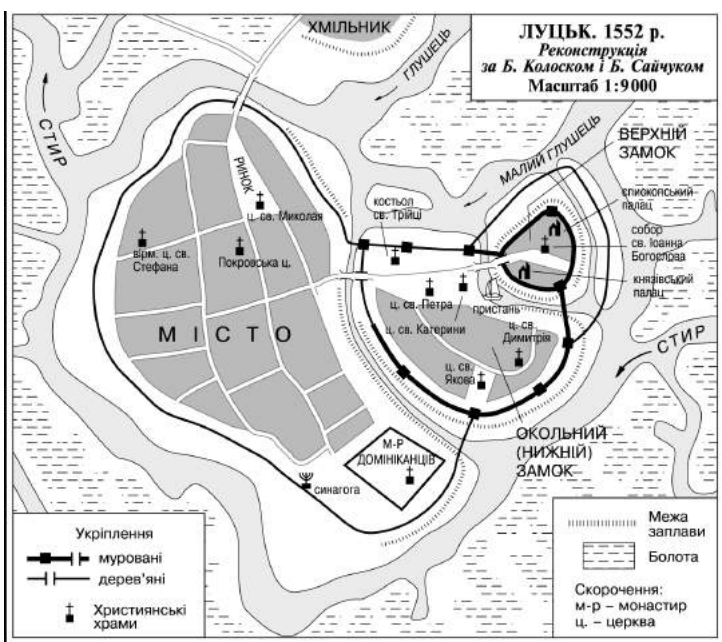 ХМІЛЬНИК
ЛУЦЬК. 1552 р.
Реконструкція
за Б. Колоском і Б. Сайчуком
Масштаб 1:9000
ГЛУШЕЦЬ
СТИР
МАЛИЙ ГЛУШЕЦЬ
ВЕРХНІЙ
ЗАМОК
єпископський
палац
собор
св. Іоанна
Богослова
князівський
палац
РИНОК
ц. св. Миколая
вірм. ц. св.
Стефана
Покровська ц.
костьол
св. Трійці
ц. св. Петра
ц. св. Катерини
пристань
ц. св.
Димитрія
ц. св.
Якова
МІСТО
СТИР
ОКОЛЬНИЙ
(НИЖНІЙ)
ЗАМОК
М-Р
ДОМІНІКАНЦІВ
синагога
Укріплення
муровані
дерев'яні
Християнські
храми
Межа
заплави
Болота
Скорочення:
м-р – монастир
ц. – церква